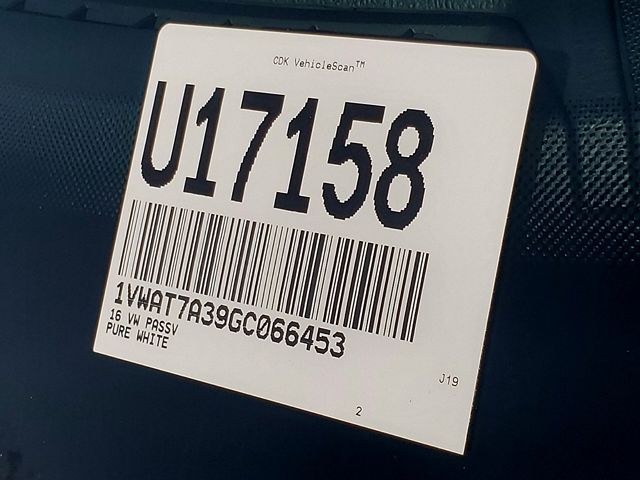 CDK VehicleScan™
U17158
1VWAT7A39GC066453
16 VW PASSV
PURE WHITE
J19
2